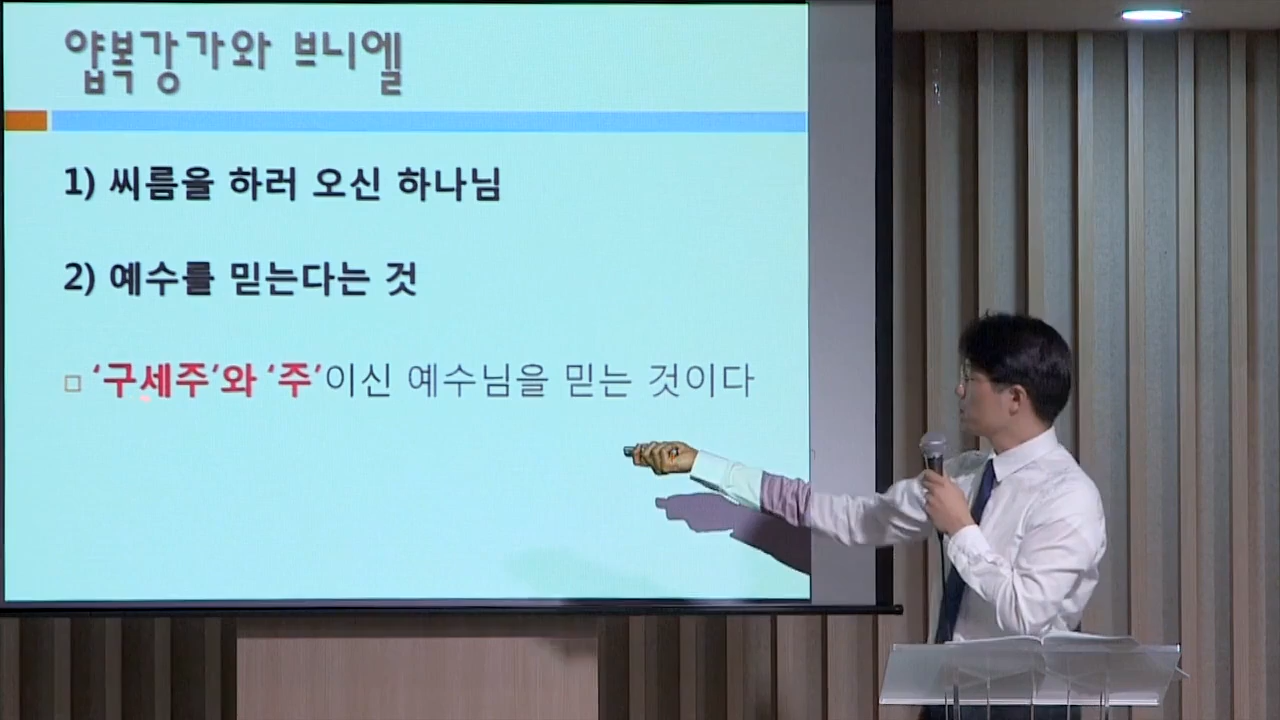 얍복강가와 브니엘
1) 씨름을 하러 오신 하나님
2) 예수를 믿는다는 것
‘구세주’와 ‘주’이신 예수님을 믿는 것이다